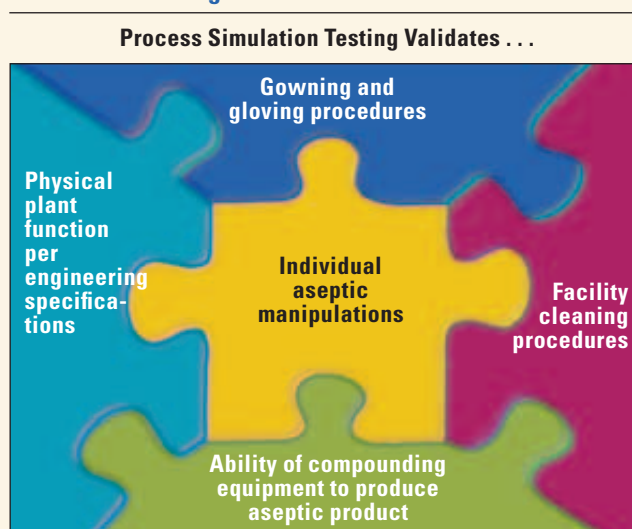 Process Simulation Testing Validates . . .
Gowning and
gloving procedures
Physical
plant
function
per
engineering
specifica-
tions
Individual
aseptic
manipulations
Facility
cleaning
procedures
Ability of compounding
equipment to produce
aseptic product